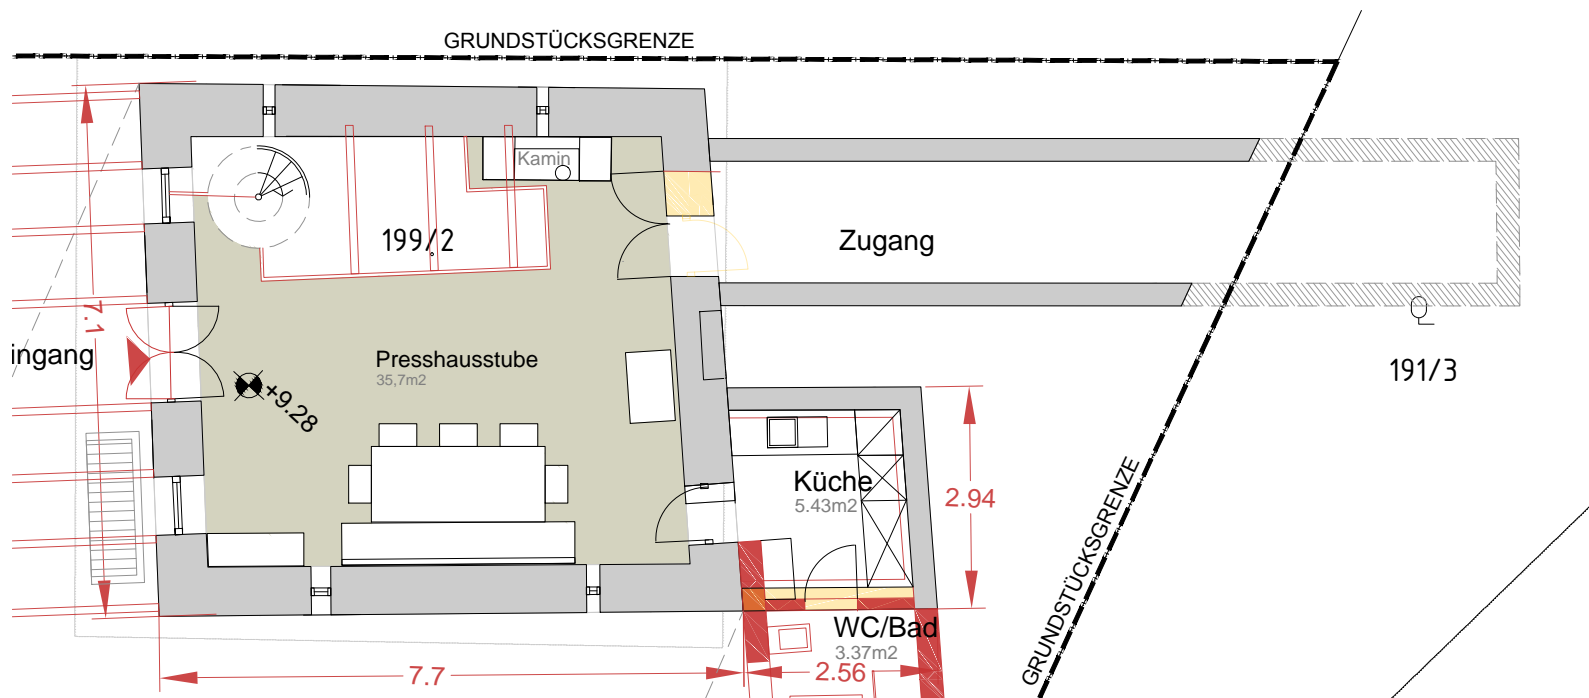 GRUNDSTÜCKSGRENZE
Kamin
199/2
Zugang
7.1
ingang
Presshausstube
35,7m2
+9.28
191/3
Küche
5.43m2
2.94
GRUNDSTÜCKSGRENZE
WC/Bad
3.37m2
7.7
2.56